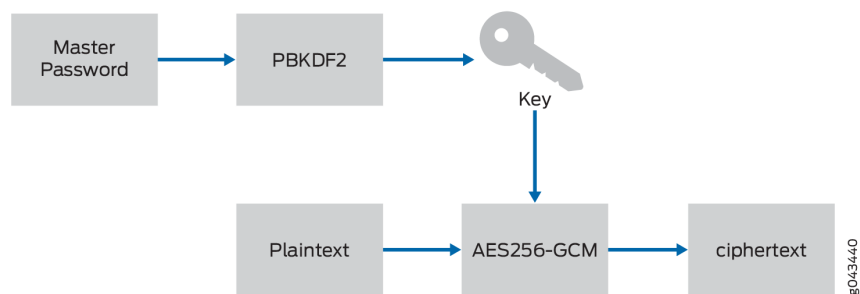 Master
Password
PBKDF2
Key
Plaintext
AES256-GCM
ciphertext
g043440